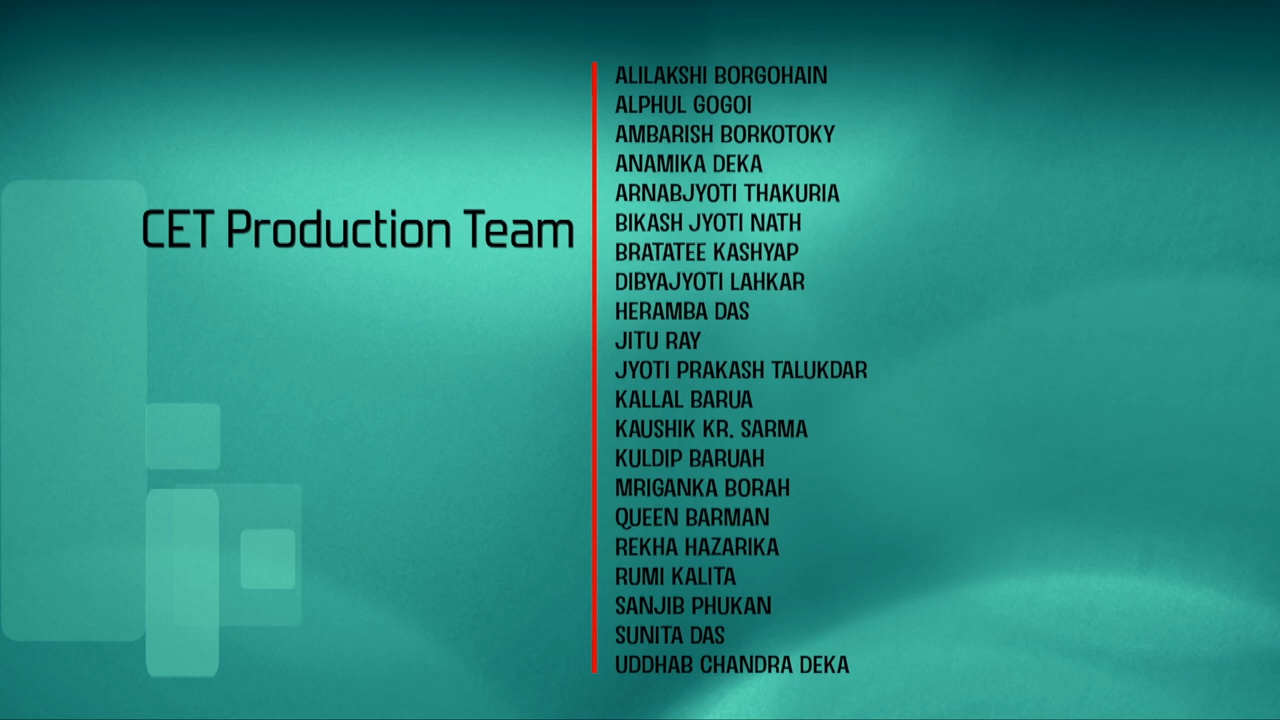 CET Production Team
ALILAKSHI BORGOHAIN
ALPHUL GOGOI
AMBARISH BORKOTOKY
ANAMIKA DEKA
ARNABJYOTI THAKURIA
BIKASH JYOTI NATH
BRATATEE KASHYAP
DIBYAJYOTI LAHKAR
HERAMBA DAS
JITU RAY
JYOTI PRAKASH TALUKDAR
KALLAL BARUA
KAUSHIK KR. SARMA
KULDIP BARUAH
MRIGANKA BORAH
QUEEN BARMAN
REKHA HAZARIKA
RUMI KALITA
SANJIB PHUKAN
SUNITA DAS
UDDHAB CHANDRA DEKA